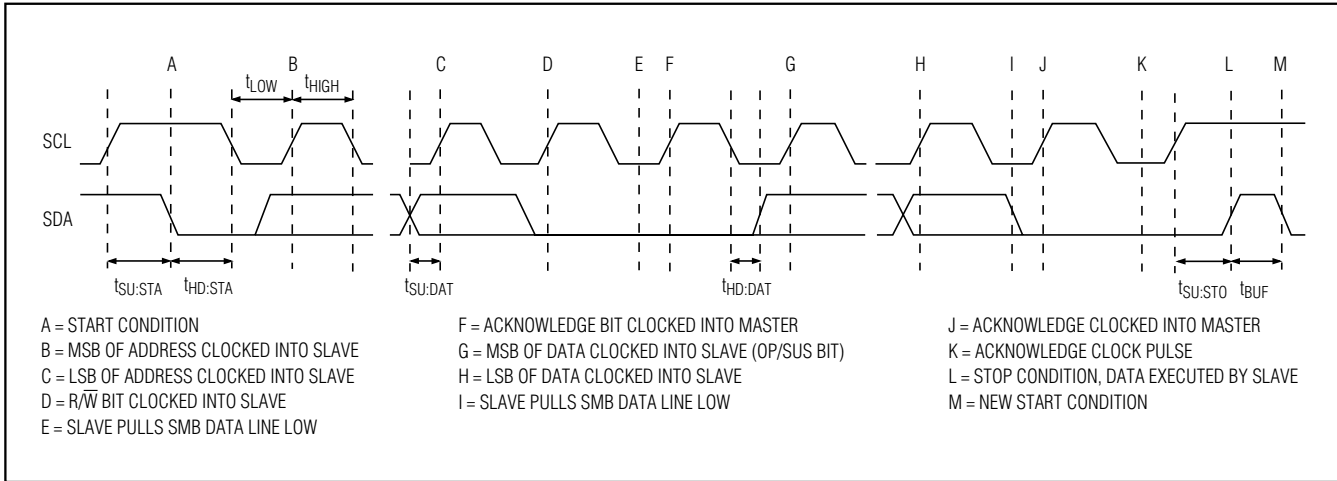 A B C D E F G H I J K L M
tLOW tHIGH
SCL
SDA
tSU:STA tHD:STA tSU:DAT tHD:DAT tSU:STO tBUF
A = START CONDITION
B = MSB OF ADDRESS CLOCKED INTO SLAVE
C = LSB OF ADDRESS CLOCKED INTO SLAVE
D = R/W̅ BIT CLOCKED INTO SLAVE
E = SLAVE PULLS SMB DATA LINE LOW
F = ACKNOWLEDGE BIT CLOCKED INTO MASTER
G = MSB OF DATA CLOCKED INTO SLAVE (OP/SUS BIT)
H = LSB OF DATA CLOCKED INTO SLAVE
I = SLAVE PULLS SMB DATA LINE LOW
J = ACKNOWLEDGE CLOCKED INTO MASTER
K = ACKNOWLEDGE CLOCK PULSE
L = STOP CONDITION, DATA EXECUTED BY SLAVE
M = NEW START CONDITION